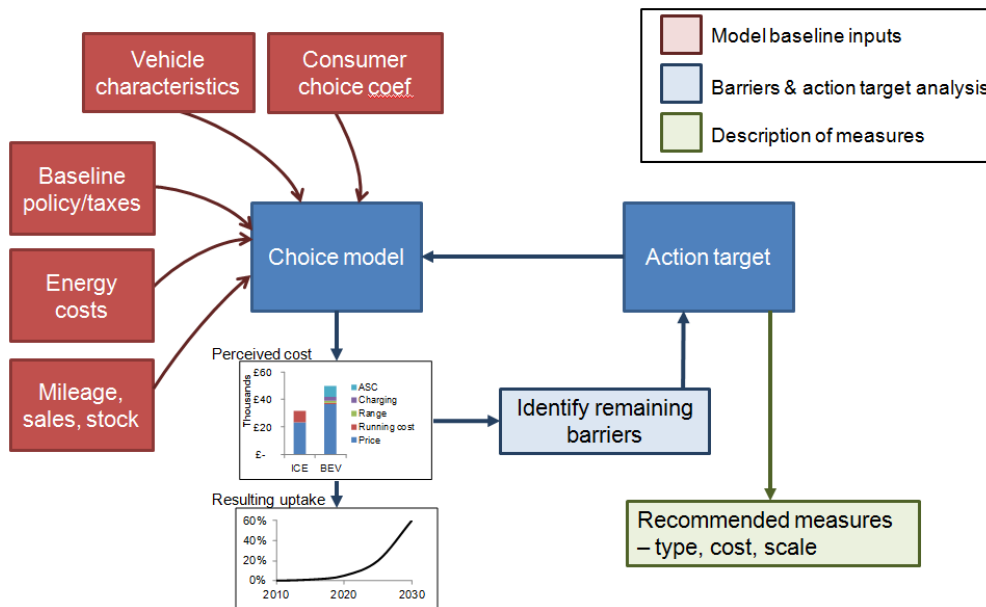 Vehicle
characteristics
Consumer
choice coef
Model baseline inputs
Barriers & action target analysis
Description of measures
Baseline
policy/taxes
Energy
costs
Mileage,
sales, stock
Choice model
Action target
Perceived cost
Thousands
£60
£40
£20
£-
ICE
BEV
ASC
Charging
Range
Running cost
Price
Identify remaining
barriers
Resulting uptake
60%
40%
20%
0%
2010
2020
2030
Recommended measures
– type, cost, scale